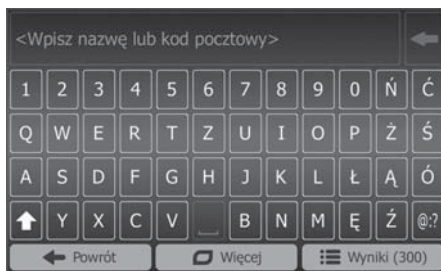 <Wpisz nazwę lub kod pocztowy>
1 2 3 4 5 6 7 8 9 0 Ń Ć
Q W E R T Z U I O P Ż Ś
A S D F G H J K L Ł Ą Ó
Y X C V B N M Ę Ź @:?
Powrót Więcej Wyniki (300)